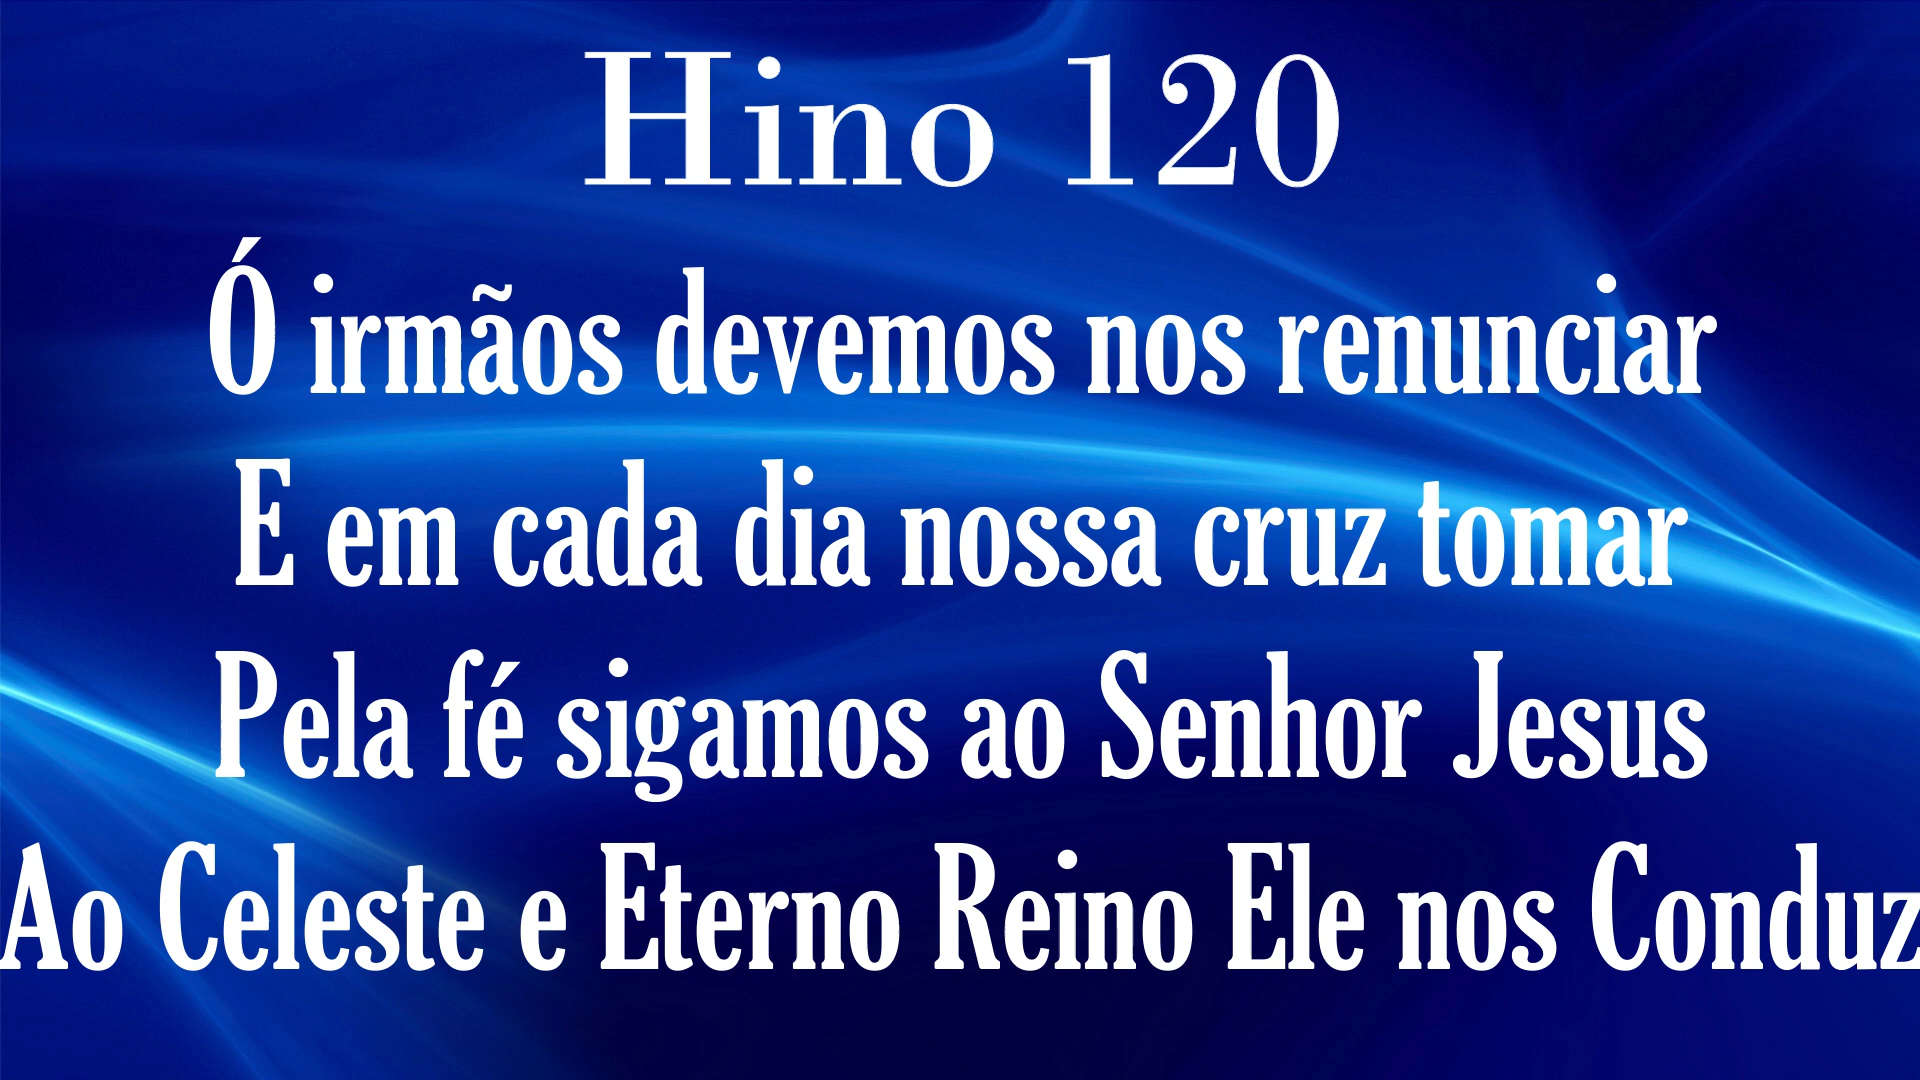 Hino 120
Ó irmãos devemos nos renunciar
E em cada dia nossa cruz tomar
Pela fé sigamos ao Senhor Jesus
Ao Celeste e Eterno Reino Ele nos Conduz